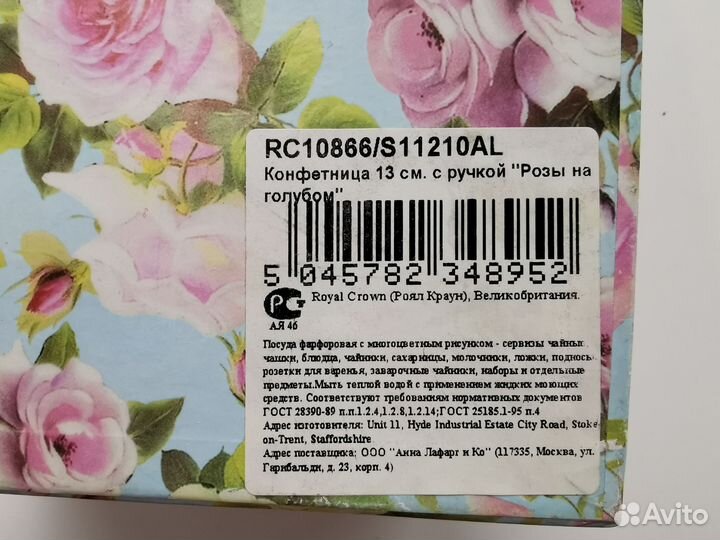 RC10866/S11210AL
Конфетница 13 см. с ручкой "Розы на
голубом"
5 045782 348952
Royal Crown (Роял Краун), Великобритания.
АЯ 46
Посуда фарфоровая с многоцветным рисунком - сервизы чайные
чашки, блюдца, чайники, сахарницы, молочники, ложки, поднось
розетки для варенья, заварочные чайники, наборы и отдельные
предметы.Мыть теплой водой с применением жидких моющих
средств. Соответствуют требованиям нормативных документов
ГОСТ 28390-89 п.п.1.2.4,1.2.8,1.2.14;ГОСТ 25185.1-95 п.4
Адрес изготовителя: Unit 11, Hyde Industrial Estate City Road, Stoke
on-Trent, Staffordshire
Адрес поставщика: ООО "Анна Лафарг и Ко" (117335, Москва, ул.
Гарибальди, д. 23, корп. 4)
Avito